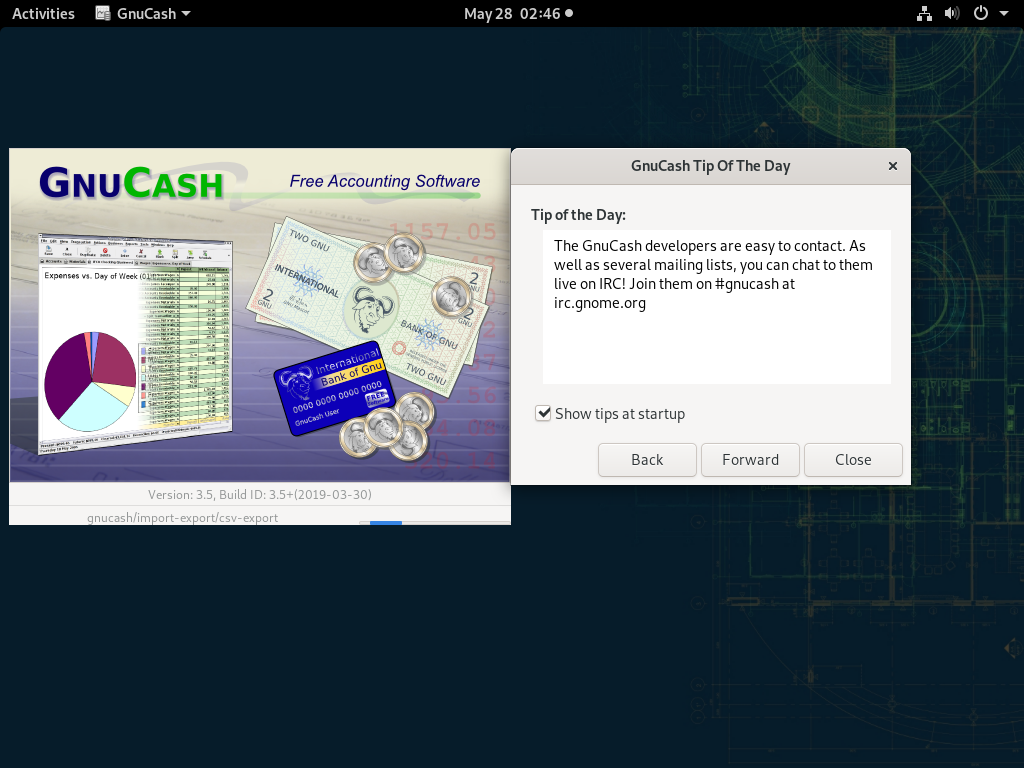 Activities
GnuCash
May 28 02:46
GNUCASH
Free Accounting Software
Expenses vs. Day of Week (01
1157.05
TWO GNU
INTERNATIONAL
2
GNU
2
2
BANK OF GNU
TWO GNU
International
Bank of Gnu
0000 0000 0000 0000
GnuCash User
FREE
Version: 3.5, Build ID: 3.5+(2019-03-30)
gnucash/import-export/csv-export
GnuCash Tip Of The Day
Tip of the Day:
The GnuCash developers are easy to contact. As
well as several mailing lists, you can chat to them
live on IRC! Join them on #gnucash at
irc.gnome.org
Show tips at startup
Back
Forward
Close